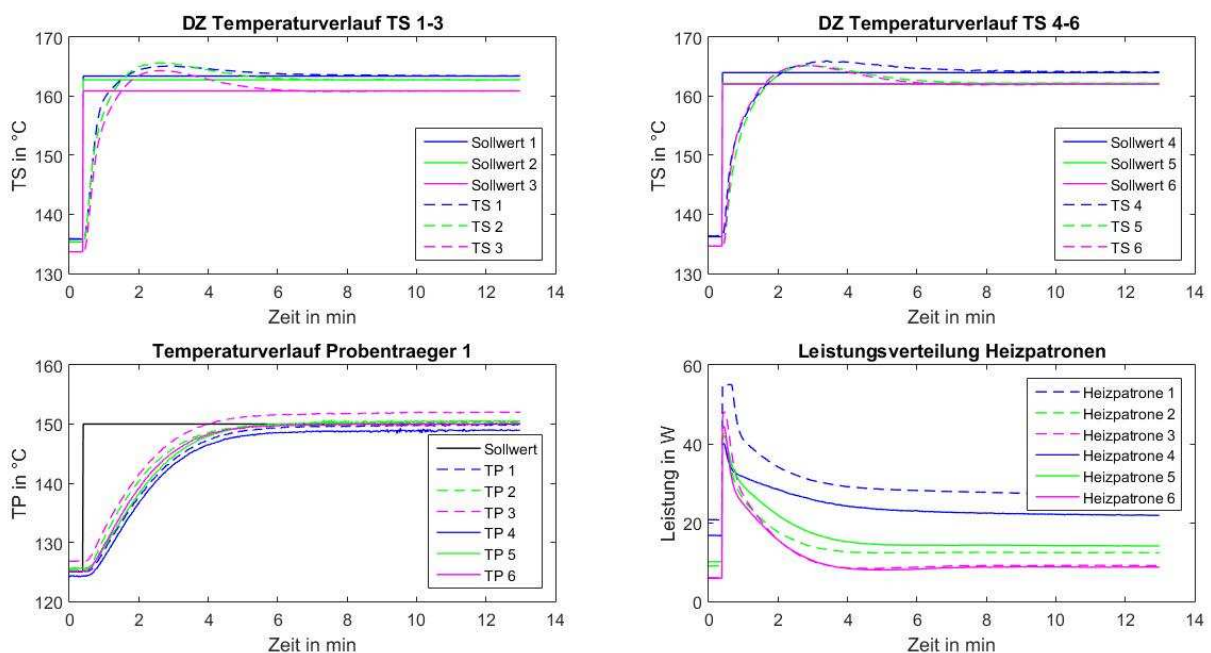 DZ Temperaturverlauf TS 1-3
TS in °C
170
160
150
140
130
0 2 4 6 8 10 12 14
Zeit in min
Sollwert 1
Sollwert 2
Sollwert 3
TS 1
TS 2
TS 3
DZ Temperaturverlauf TS 4-6
TS in °C
170
160
150
140
130
0 2 4 6 8 10 12 14
Zeit in min
Sollwert 4
Sollwert 5
Sollwert 6
TS 4
TS 5
TS 6
Temperaturverlauf Probentraeger 1
TP in °C
160
150
140
130
120
0 2 4 6 8 10 12 14
Zeit in min
Sollwert
TP 1
TP 2
TP 3
TP 4
TP 5
TP 6
Leistungsverteilung Heizpatronen
Leistung in W
60
40
20
0
0 2 4 6 8 10 12 14
Zeit in min
Heizpatrone 1
Heizpatrone 2
Heizpatrone 3
Heizpatrone 4
Heizpatrone 5
Heizpatrone 6